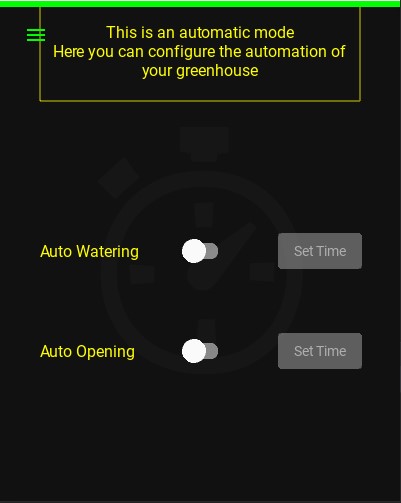 This is an automatic mode
Here you can configure the automation of
your greenhouse
Auto Watering
Set Time
Auto Opening
Set Time